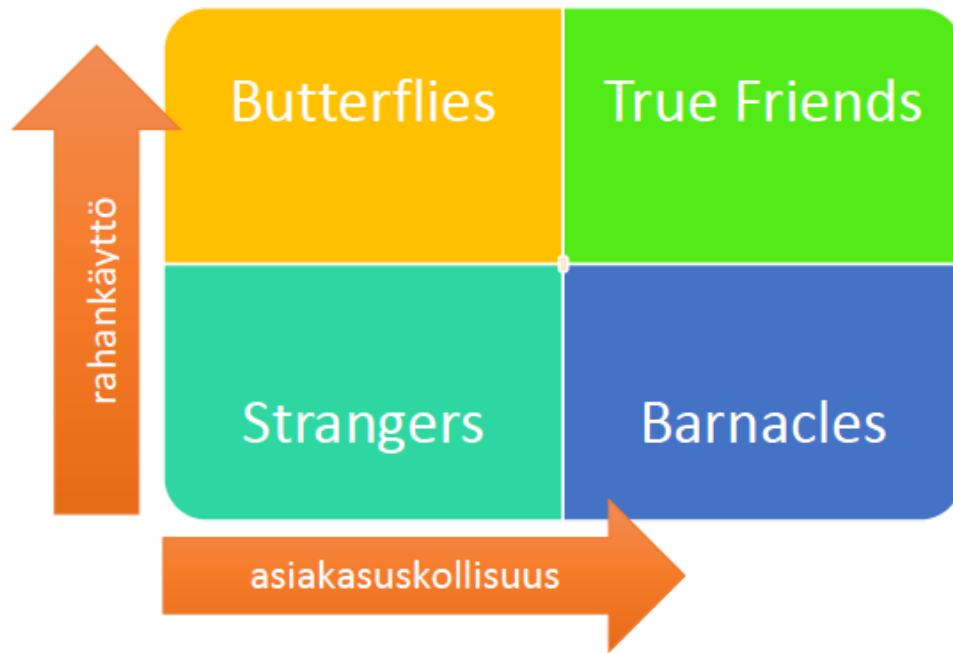 Butterflies
True Friends
rahankäyttö
Strangers
Barnacles
asiakasuskollisuus